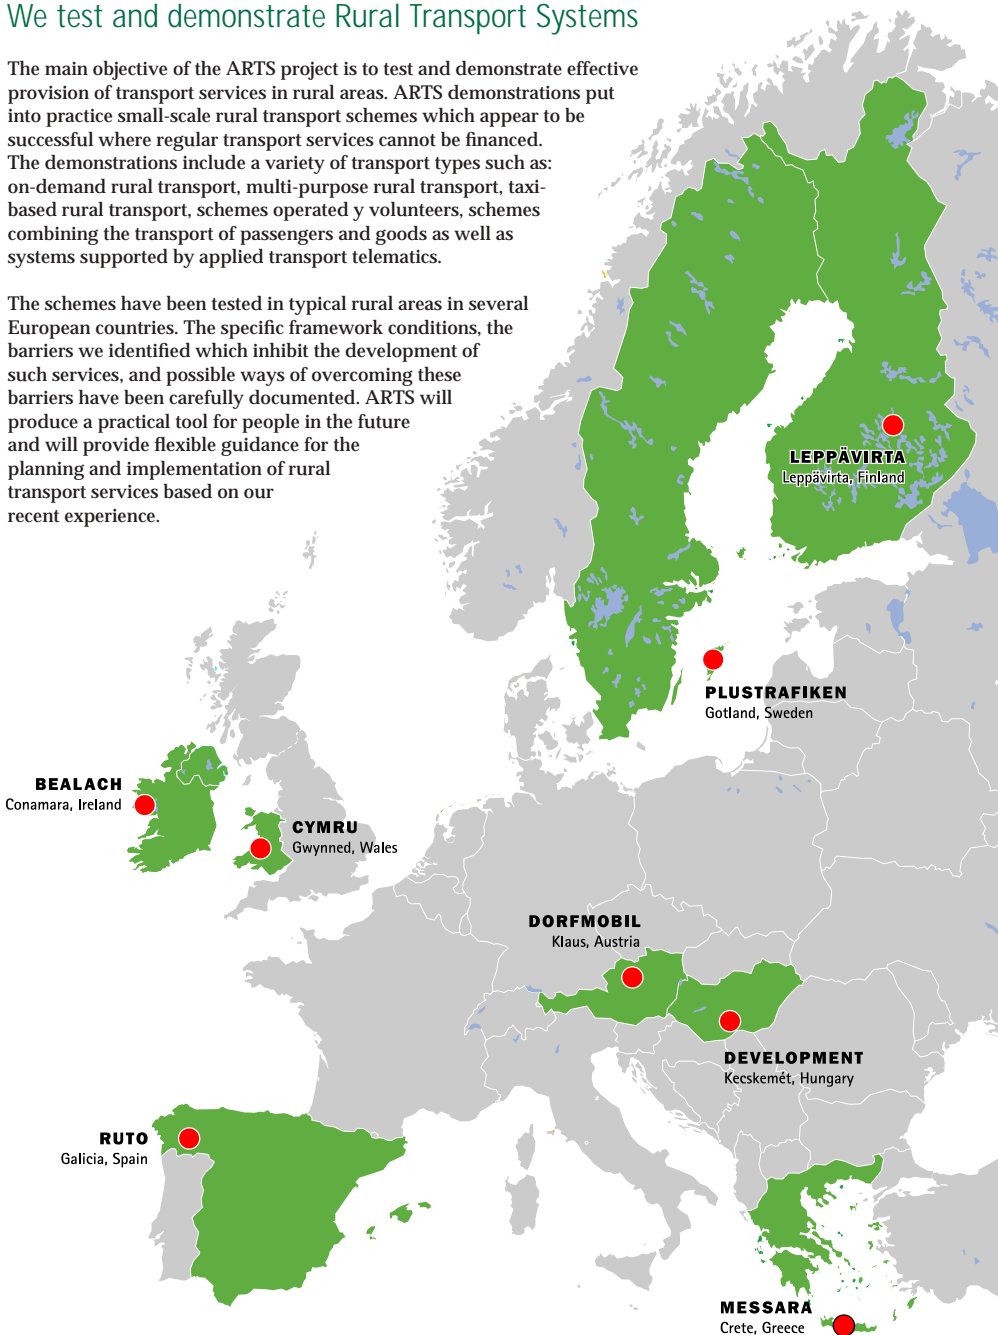 We test and demonstrate Rural Transport Systems
The main objective of the ARTS project is to test and demonstrate effective
provision of transport services in rural areas. ARTS demonstrations put
into practice small-scale rural transport schemes which appear to be
successful where regular transport services cannot be financed.
The demonstrations include a variety of transport types such as:
on-demand rural transport, multi-purpose rural transport, taxi-
based rural transport, schemes operated y volunteers, schemes
combining the transport of passengers and goods as well as
systems supported by applied transport telematics.
The schemes have been tested in typical rural areas in several
European countries. The specific framework conditions, the
barriers we identified which inhibit the development of
such services, and possible ways of overcoming these
barriers have been carefully documented. ARTS will
produce a practical tool for people in the future
and will provide flexible guidance for the
planning and implementation of rural
transport services based on our
recent experience.
LEPPÄVIRTA
Leppävirta, Finland
PLUSTRAFIKEN
Gotland, Sweden
BEALACH
Conamara, Ireland
CYMRU
Gwynned, Wales
DORFMOBIL
Klaus, Austria
DEVELOPMENT
Kecskemét, Hungary
RUTO
Galicia, Spain
MESSARA
Crete, Greece